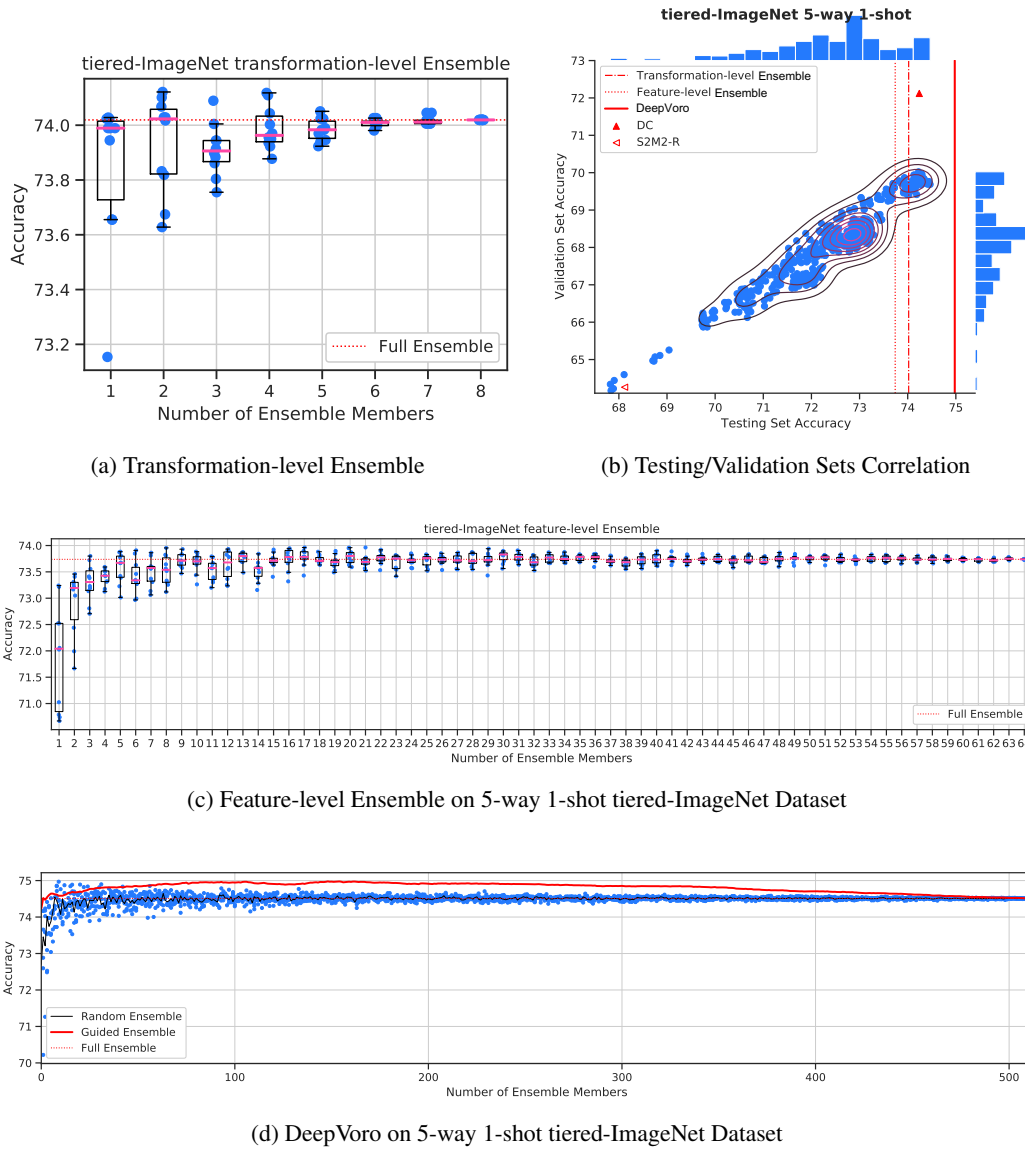 tiered-ImageNet transformation-level Ensemble
74.0
73.8
73.6
73.4
73.2
Accuracy
Full Ensemble
1 2 3 4 5 6 7 8
Number of Ensemble Members
(a) Transformation-level Ensemble
tiered-ImageNet 5-way 1-shot
73
72
71
70
69
68
67
66
65
Validation Set Accuracy
Transformation-level Ensemble
Feature-level Ensemble
DeepVoro
DC
S2M2-R
68 69 70 71 72 73 74 75
Testing Set Accuracy
(b) Testing/Validation Sets Correlation
tiered-ImageNet feature-level Ensemble
74.0
73.5
73.0
72.5
72.0
71.5
71.0
Accuracy
Full Ensemble
1 2 3 4 5 6 7 8 9 10 11 12 13 14 15 16 17 18 19 20 21 22 23 24 25 26 27 28 29 30 31 32 33 34 35 36 37 38 39 40 41 42 43 44 45 46 47 48 49 50 51 52 53 54 55 56 57 58 59 60 61 62 63
Number of Ensemble Members
(c) Feature-level Ensemble on 5-way 1-shot tiered-ImageNet Dataset
75
74
73
72
71
70
Accuracy
Random Ensemble
Guided Ensemble
Full Ensemble
0 100 200 300 400 500
Number of Ensemble Members
(d) DeepVoro on 5-way 1-shot tiered-ImageNet Dataset